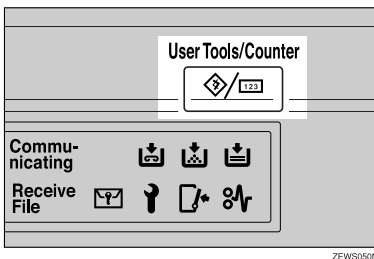 User Tools/Counter
123
Commu-
nicating
Receive
File
ZEWS050N